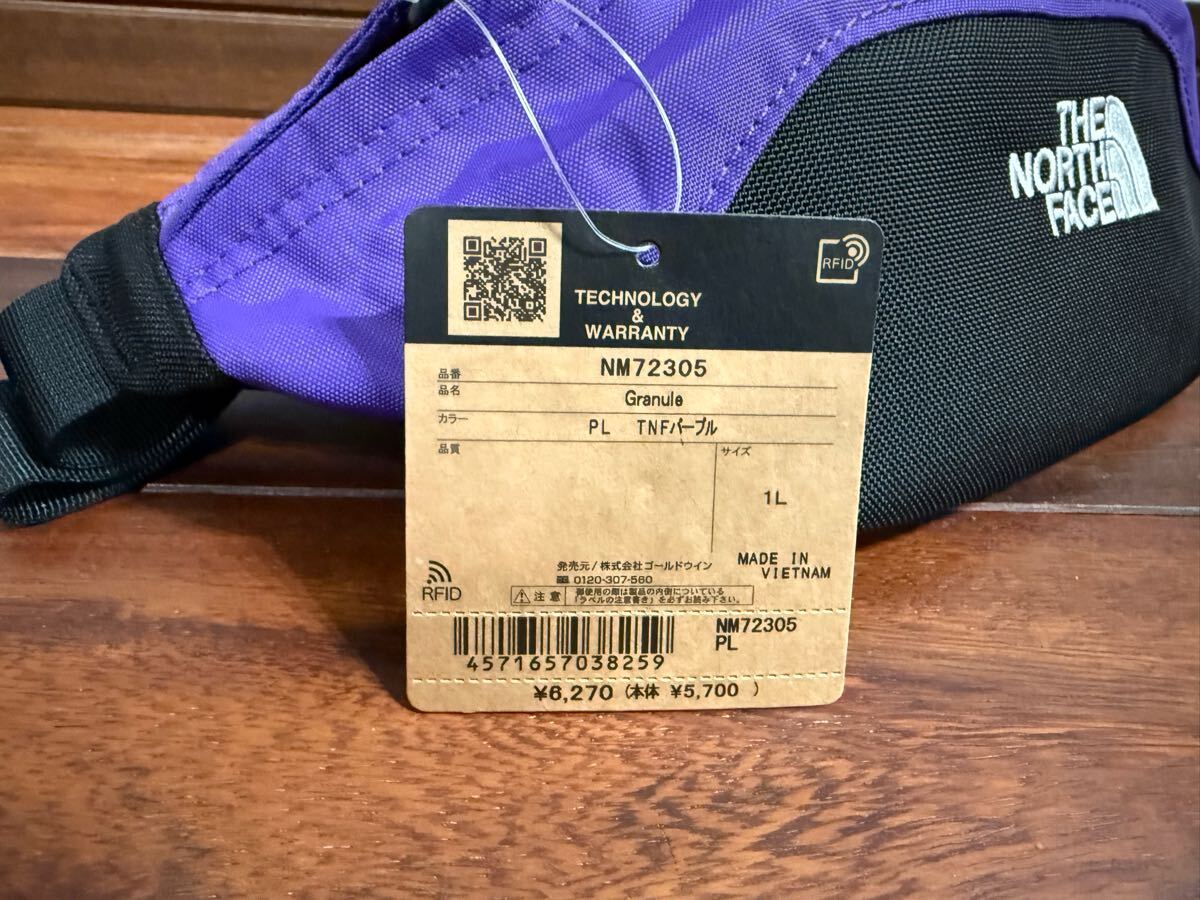 THE
NORTH
FACE
RFID
TECHNOLOGY
&
WARRANTY
品番 NM72305
品名 Granule
カラー PL TNFパープル
品質
サイズ
1L
発売元/株式会社ゴールドウイン
0120-307-560
MADE IN
VIETNAM
RFID
注意
御使用の際は製品の内側についている
「ラベルの注意書き」を必ずお読み下さい。
4571657038259
NM72305
PL
¥6,270 (本体 ¥5,700 )